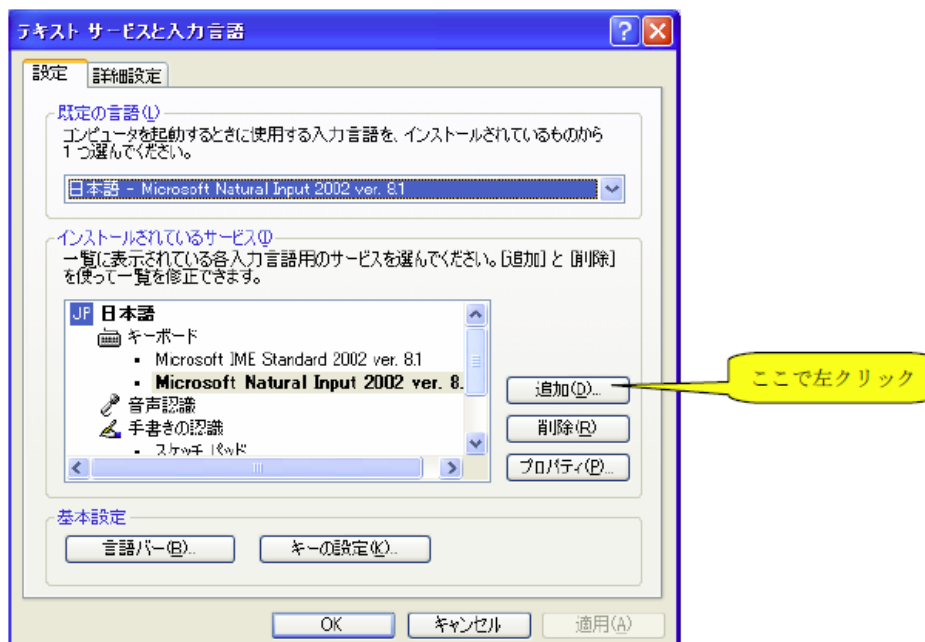 テキスト サービスと入力言語
設定
詳細設定
既定の言語(L)
コンピュータを起動するときに使用する入力言語を、インストールされているものから
1 つ選んでください。
日本語 - Microsoft Natural Input 2002 ver. 8.1
インストールされているサービス(I)
一覧に表示されている各入力言語用のサービスを選んでください。[追加] と [削除]
を使って一覧を修正できます。
JP 日本語
キーボード
Microsoft IME Standard 2002 ver. 8.1
Microsoft Natural Input 2002 ver. 8.
音声認識
手書きの認識
スケッチ パッド
追加(D)...
削除(R)
プロパティ(P)...
ここで左クリック
基本設定
言語バー(B)...
キーの設定(K)...
OK
キャンセル
適用(A)